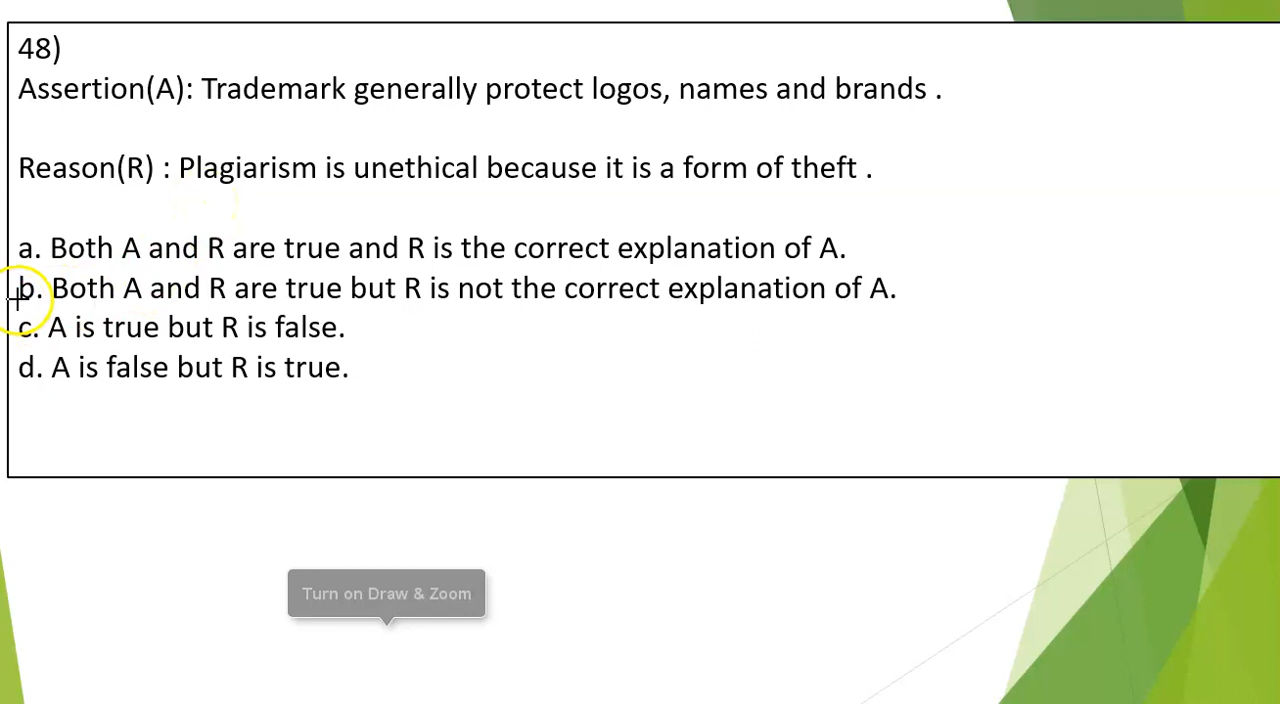 48)
Assertion(A): Trademark generally protect logos, names and brands .
Reason(R) : Plagiarism is unethical because it is a form of theft .
a. Both A and R are true and R is the correct explanation of A.
b. Both A and R are true but R is not the correct explanation of A.
c. A is true but R is false.
d. A is false but R is true.
Turn on Draw & Zoom